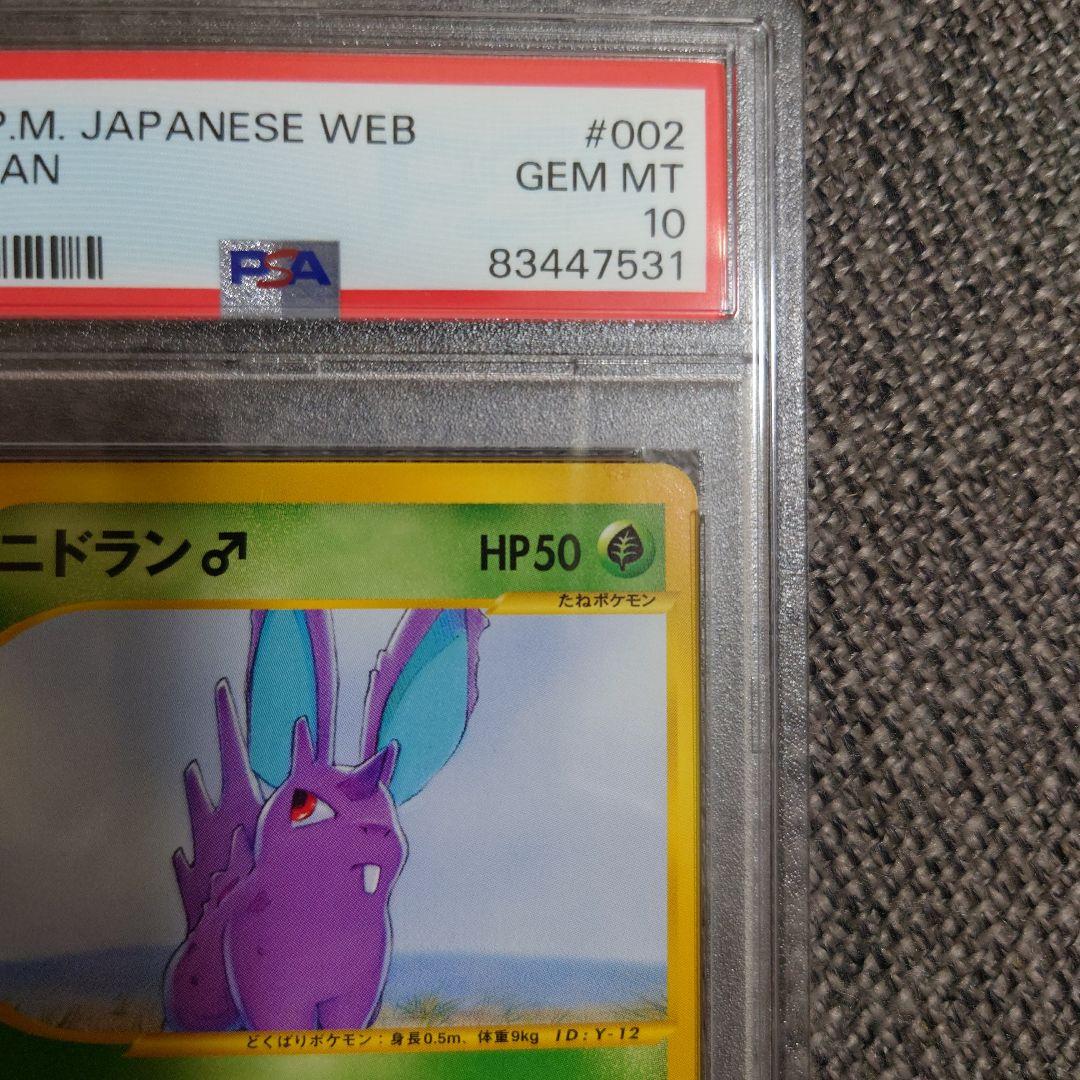 P.M. JAPANESE WEB #002
AN GEM MT
10
PSA 83447531
ニドラン♂ HP50
たねポケモン
どくばりポケモン：身長0.5m、体重9kg ID:Y-12